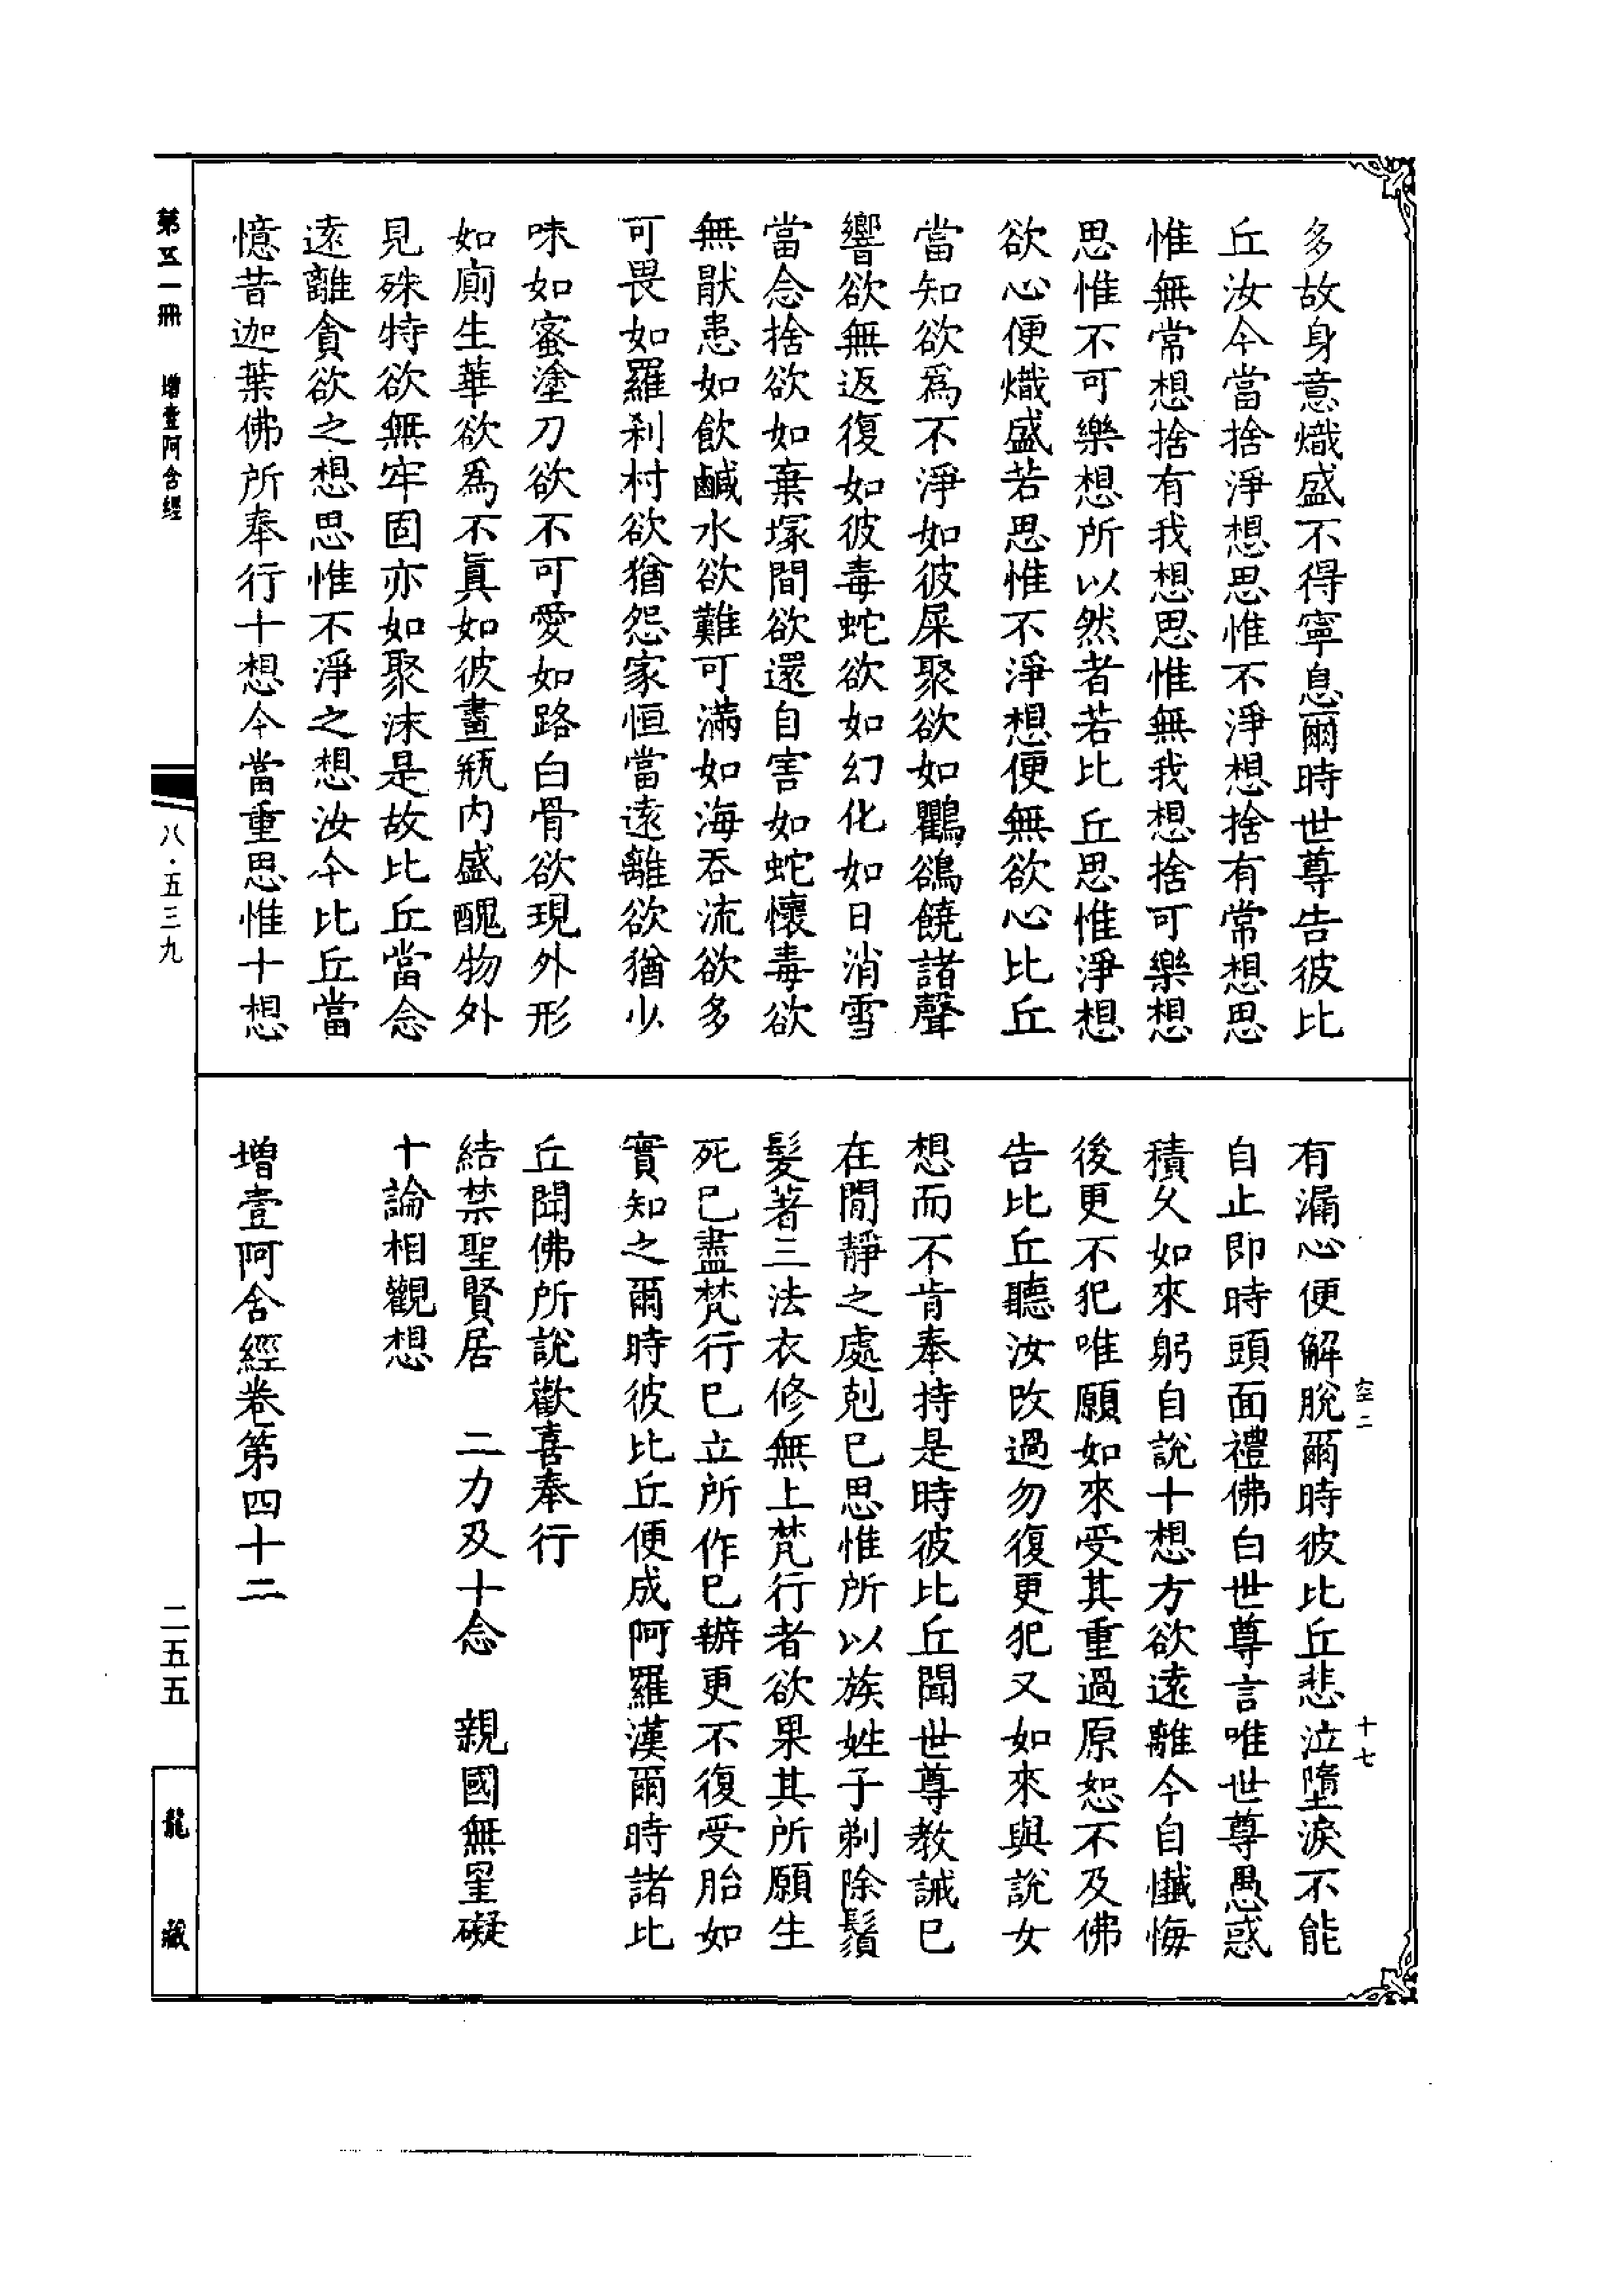 多故身意熾盛不得寧息爾時世尊告彼比
丘汝今當捨淨想思惟不淨想捨有常想思
惟無常想捨有我想思惟無我想捨可樂想
思惟不可樂想所以然者若比丘思惟淨想
欲心便熾盛若思惟不淨想便無欲心比丘
當知欲爲不淨如彼屎聚欲如鸜鵒饒諸聲
響欲無返復如彼毒蛇欲如幻化如日消雪
當念捨欲如棄塚間欲還自害如蛇懷毒欲
無猒患如飲鹹水欲難可滿如海吞流欲多
可畏如羅剎村欲猶怨家恒當遠離欲猶少
味如蜜塗刀欲不可愛如路白骨欲現外形
如廁生華欲爲不眞如彼畫瓶內盛醜物外
見殊特欲無牢固亦如聚沫是故比丘當念
遠離貪欲之想思惟不淨之想汝今比丘當
憶昔迦葉佛所奉行十想今當重思惟十想
有漏心便解脫爾時彼比丘悲泣墮淚不能
自止即時頭面禮佛白世尊言唯世尊愚惑
積久如來躬自說十想方欲遠離今自懺悔
後更不犯唯願如來受其重過原恕不及佛
告比丘聽汝改過勿復更犯又如來與說女
想而不肯奉持是時彼比丘聞世尊教誡已
在閒靜之處剋己思惟所以族姓子剃除鬚
髮著三法衣修無上梵行者欲果其所願生
死已盡梵行已立所作已辦更不復受胎如
實知之爾時彼比丘便成阿羅漢爾時諸比
丘聞佛所說歡喜奉行
結禁聖賢居　二力及十念　親國無罣礙
十論相觀想
增壹阿含經卷第四十二
空二
十七
第五一冊　增壹阿含經
八·五三九
二五五
龍藏